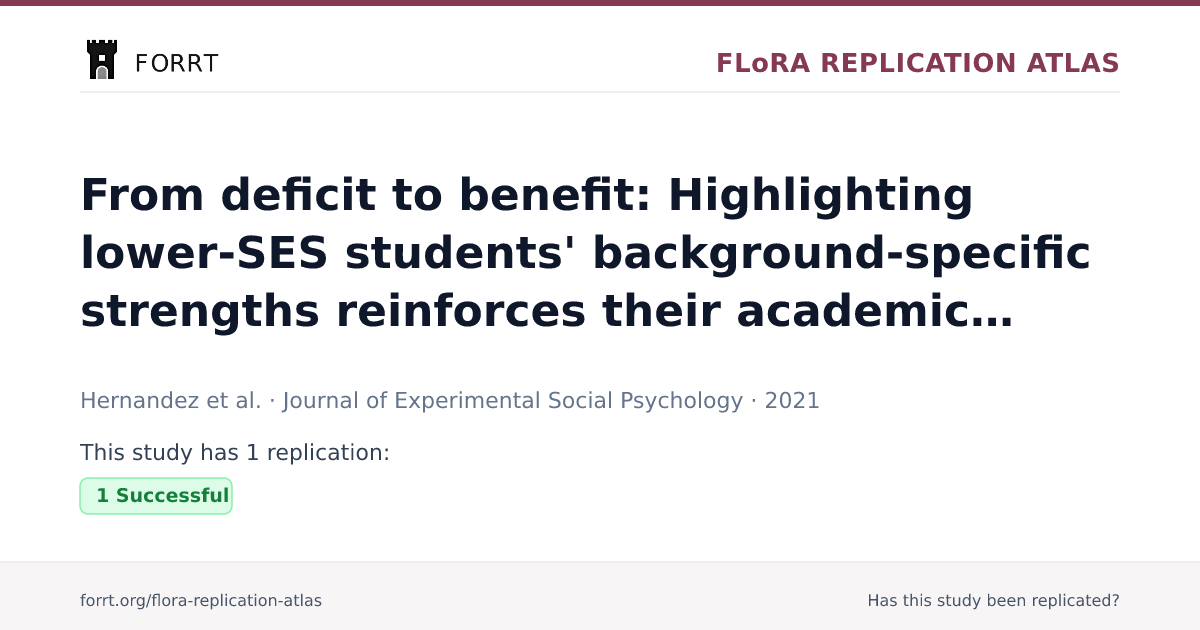 FORRT
FLoRA REPLICATION ATLAS
From deficit to benefit: Highlighting
lower-SES students' background-specific
strengths reinforces their academic…
Hernandez et al. · Journal of Experimental Social Psychology · 2021
This study has 1 replication:
1 Successful
forrt.org/flora-replication-atlas
Has this study been replicated?